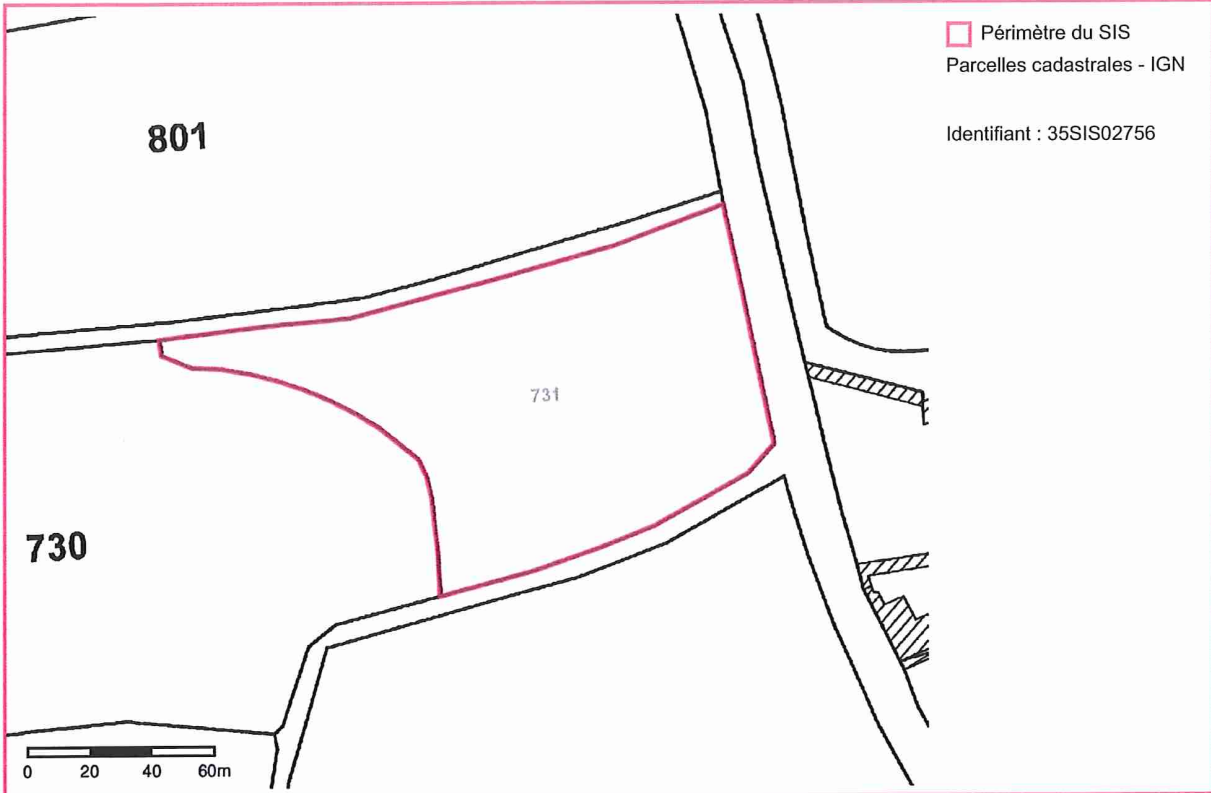 Périmètre du SIS
Parcelles cadastrales - IGN
Identifiant : 35SIS02756
801
731
730
0 20 40 60m